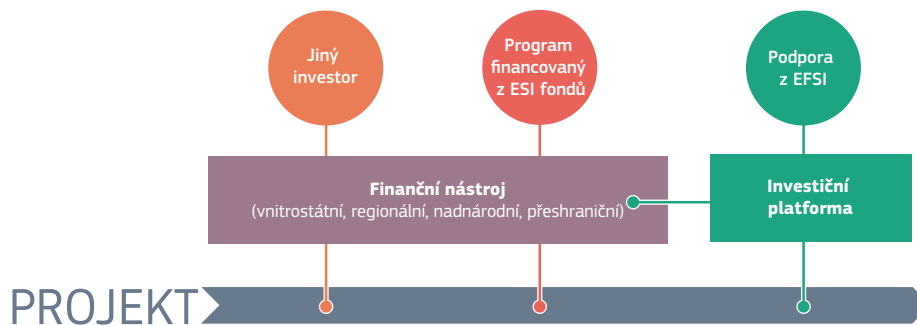 Jiný
investor
Program
financovaný
z ESI fondů
Podpora
z EFSI
Finanční nástroj
(vnitrostátní, regionální, nadnárodní, přeshraniční)
Investiční
platforma
PROJEKT